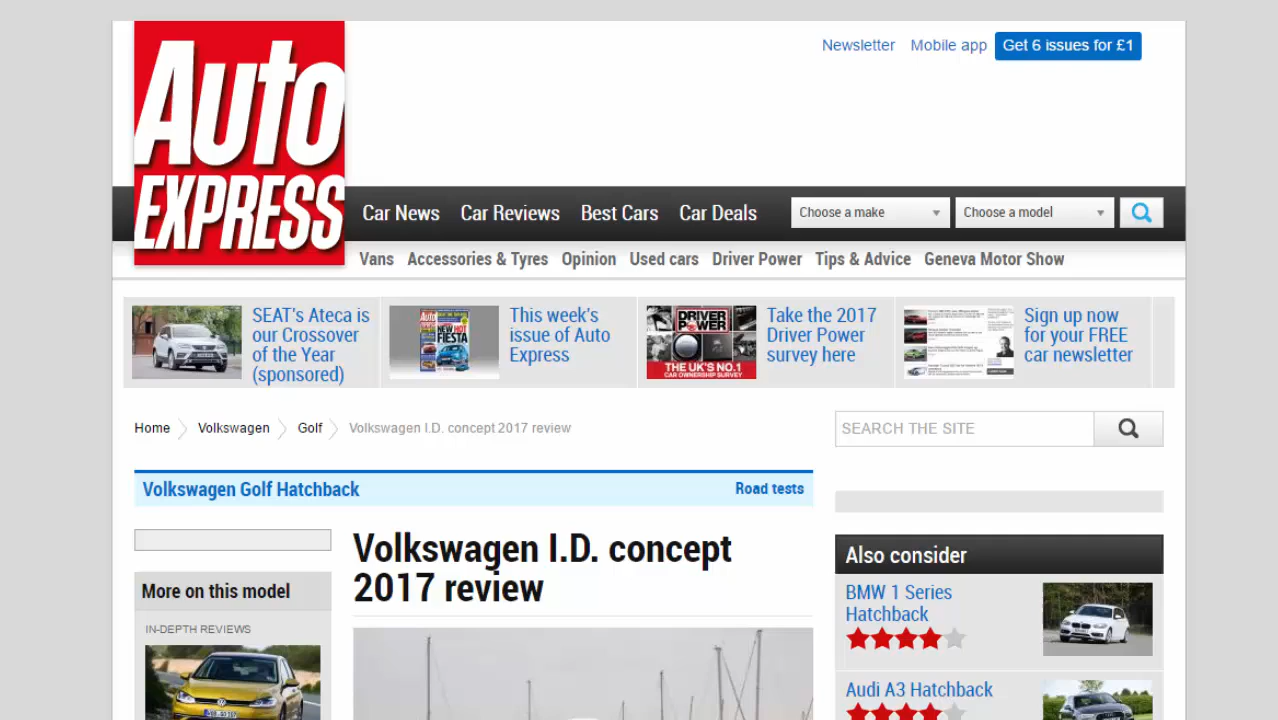 Newsletter Mobile app Get 6 issues for £1
Auto
EXPRESS
Car News Car Reviews Best Cars Car Deals Choose a make Choose a model
Vans Accessories & Tyres Opinion Used cars Driver Power Tips & Advice Geneva Motor Show
SEAT's Ateca is
our Crossover
of the Year
(sponsored)
Auto
NEW HOT
FIESTA
This week's
issue of Auto
Express
DRIVER
POWER
THE UK'S NO.1
CAR OWNERSHIP SURVEY
Take the 2017
Driver Power
survey here
Sign up now
for your FREE
car newsletter
Home Volkswagen Golf Volkswagen I.D. concept 2017 review
SEARCH THE SITE
Volkswagen Golf Hatchback Road tests
Volkswagen I.D. concept
2017 review
Also consider
More on this model
BMW 1 Series
Hatchback
IN-DEPTH REVIEWS
Audi A3 Hatchback